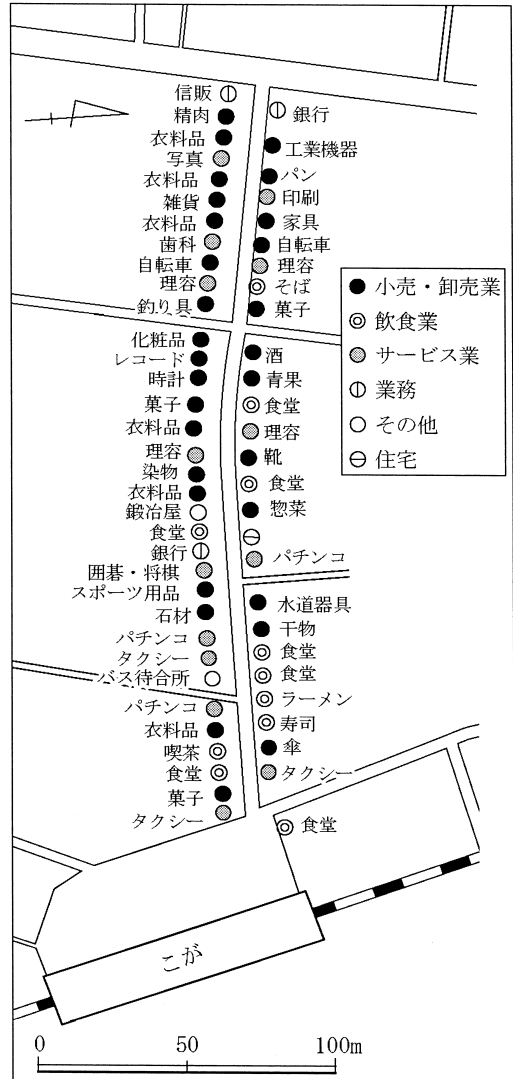 信販
精肉
衣料品
写真
衣料品
雑貨
衣料品
歯科
自転車
理容
釣り具
化粧品
レコード
時計
菓子
衣料品
理容
染物
衣料品
鍛冶屋
食堂
銀行
囲碁・将棋
スポーツ用品
石材
パチンコ
タクシー
バス待合所
パチンコ
衣料品
喫茶
食堂
菓子
タクシー
銀行
工業機器
パン
印刷
家具
自転車
理容
そば
菓子
酒
青果
食堂
理容
靴
食堂
惣菜
パチンコ
水道器具
干物
食堂
食堂
ラーメン
寿司
傘
タクシー
食堂
小売・卸売業
飲食業
サービス業
業務
その他
住宅
こが
0 50 100m